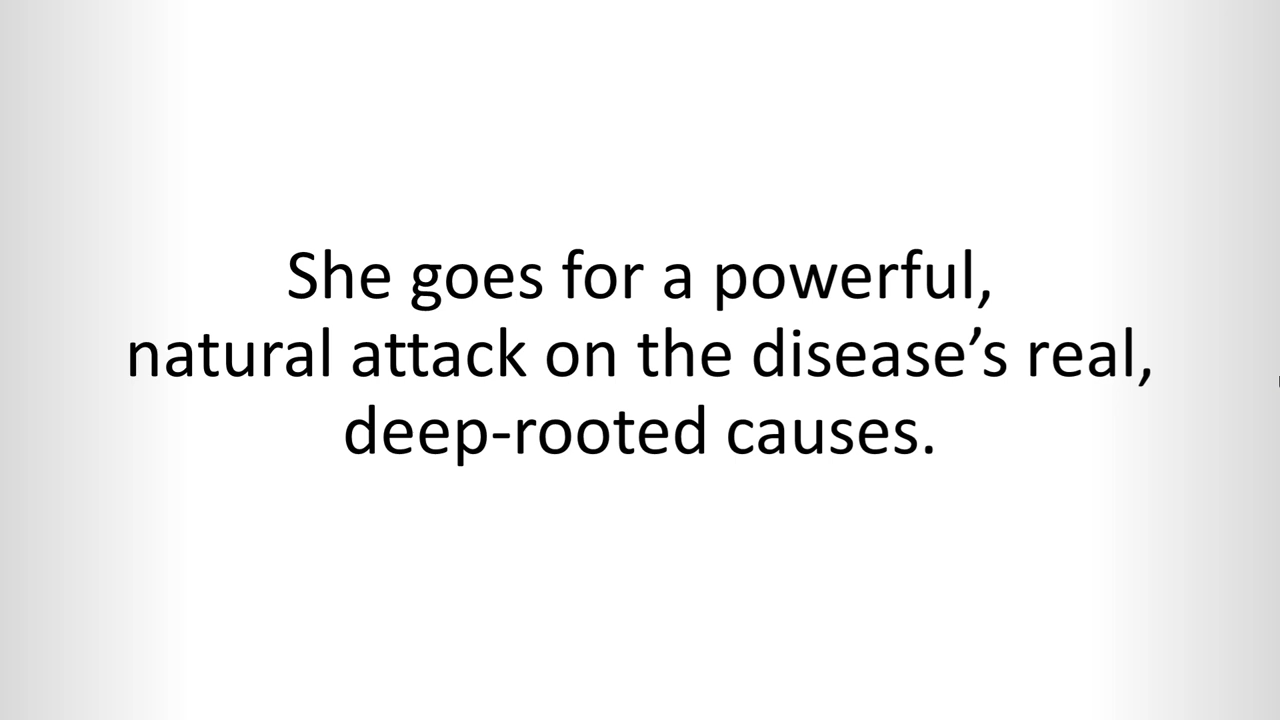 She goes for a powerful,
natural attack on the disease’s real,
deep-rooted causes.